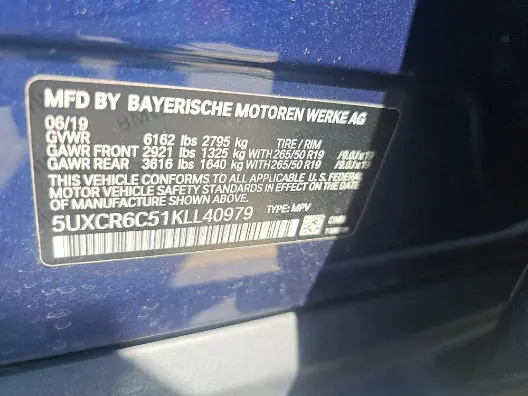 MFD BY BAYERISCHE MOTOREN WERKE AG
06/19
GVWR 6162 lbs 2795 kg TIRE / RIM
GAWR FRONT 2921 lbs 1325 kg WITH 265/50 R19
GAWR REAR 3616 lbs 1640 kg WITH 265/50 R19
THIS VEHICLE CONFORMS TO ALL APPLICABLE U.S. FEDERAL
MOTOR VEHICLE SAFETY STANDARDS IN EFFECT ON THE DATE
OF MANUFACTURE SHOWN ABOVE.
5UXCR6C51KLL40979 TYPE: MPV